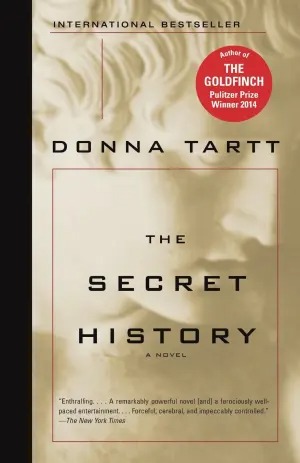 INTERNATIONAL BESTSELLER
Author of
THE
GOLDFINCH
Pulitzer Prize
Winner 2014
DONNA TARTT
THE
SECRET
HISTORY
A NOVEL
"Enthralling. . . . A remarkably powerful novel [and] a ferociously well-
paced entertainment. . . . Forceful, cerebral, and impeccably controlled."
—The New York Times